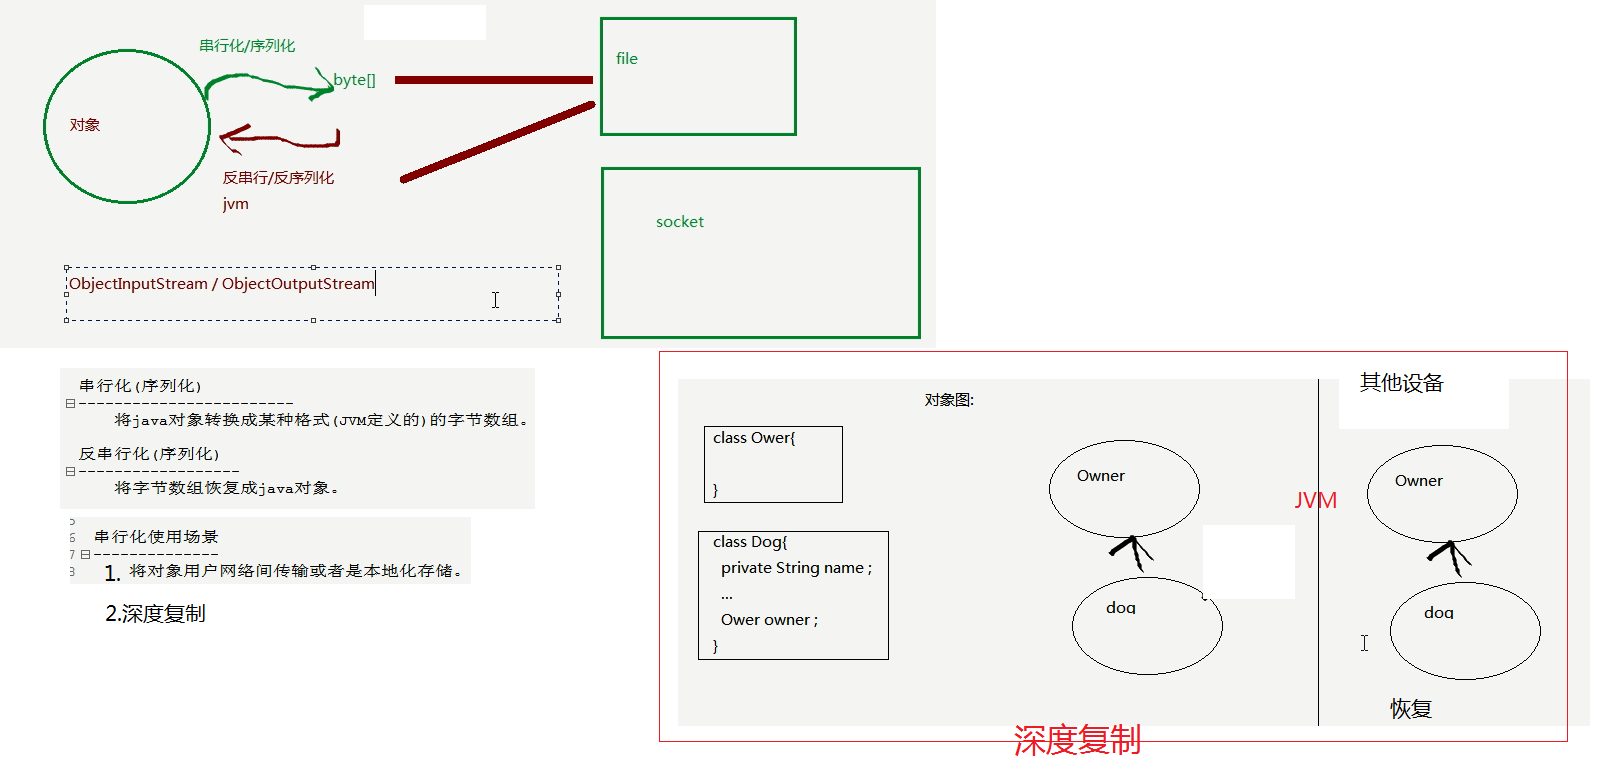 串行化/序列化
byte[]
file
对象
反串行/反序列化
jvm
socket
ObjectInputStream / ObjectOutputStream
串行化(序列化)
------------------------
将java对象转换成某种格式(JVM定义的)的字节数组。
反串行化(序列化)
------------------
将字节数组恢复成java对象。
6 串行化使用场景
7 --------------
1. 将对象用户网络间传输或者是本地化存储。
2.深度复制
对象图:
其他设备
class Ower{
}
Owner
JVM
Owner
class Dog{
private String name ;
...
Ower owner ;
}
dog
dog
恢复
深度复制